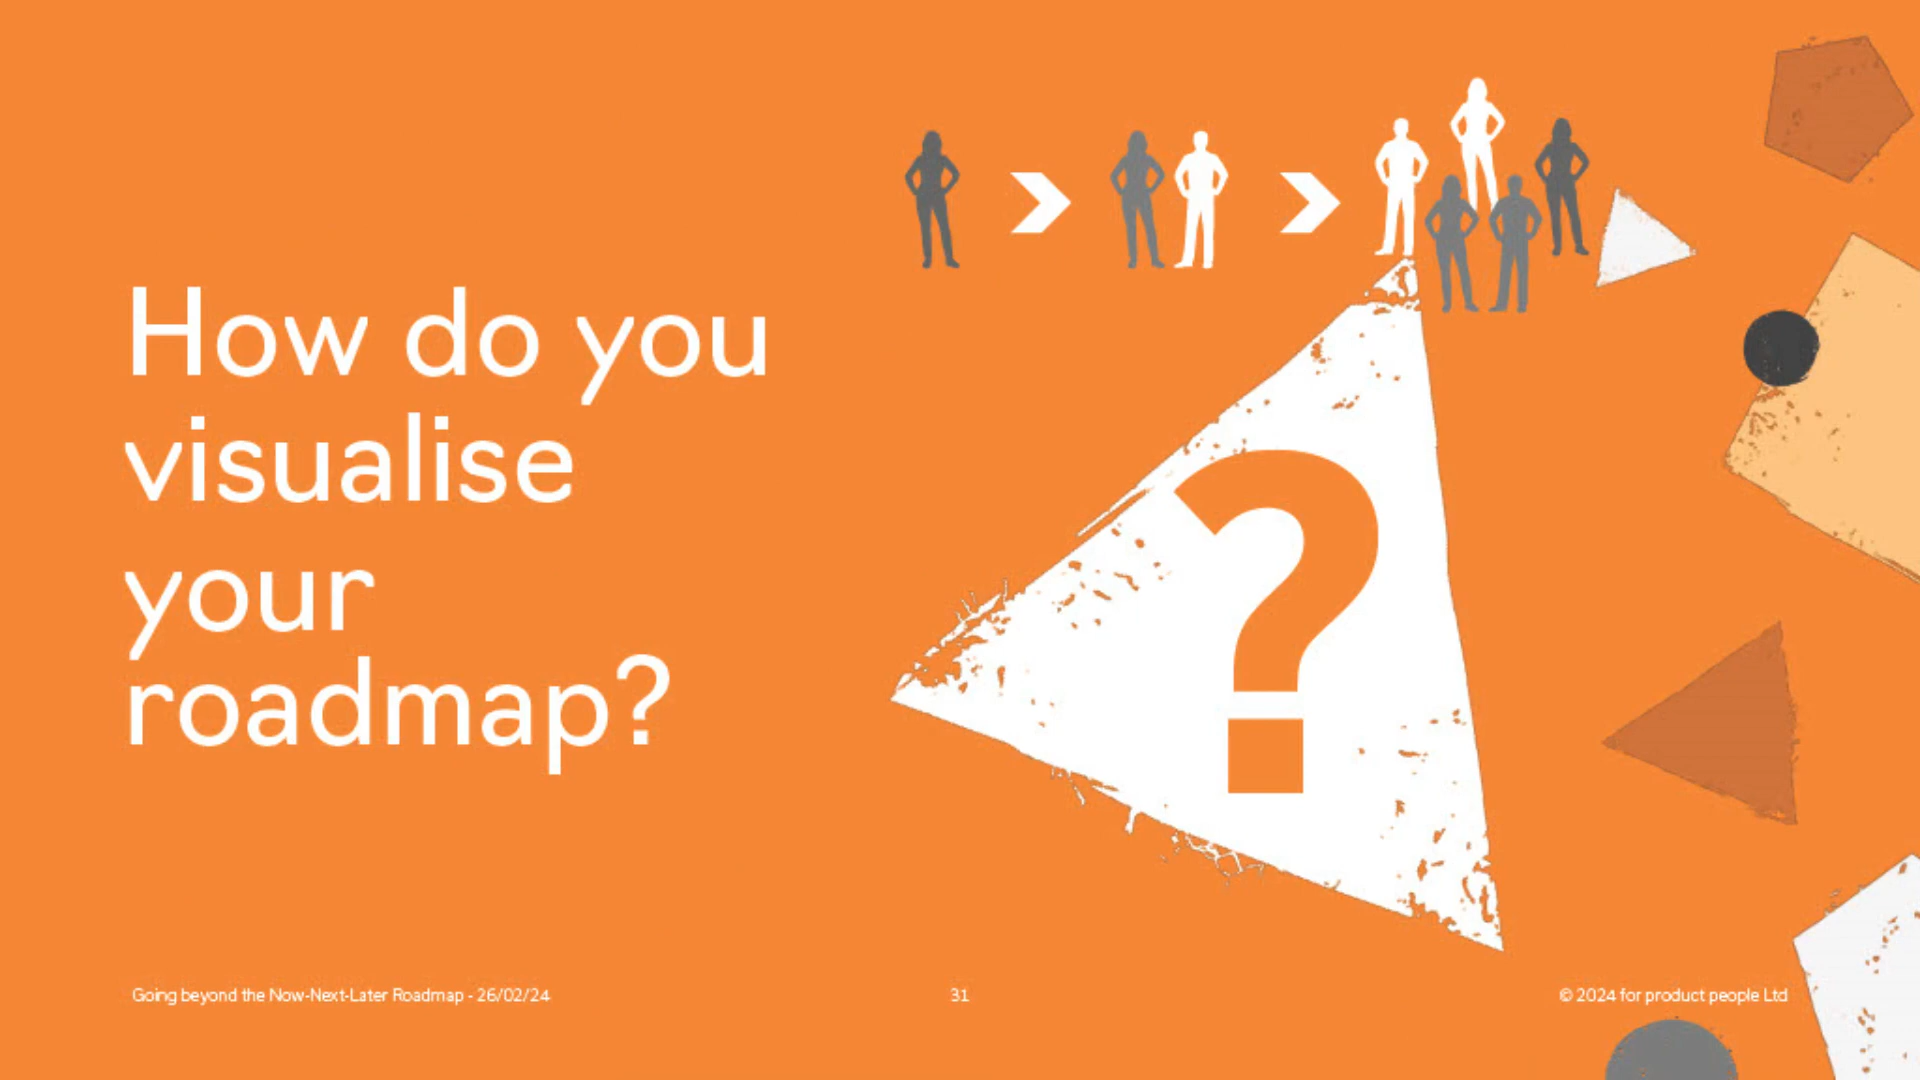 How do you
visualise
your
roadmap?
?
Going beyond the Now-Next-Later Roadmap - 26/02/24
31
© 2024 for product people Ltd